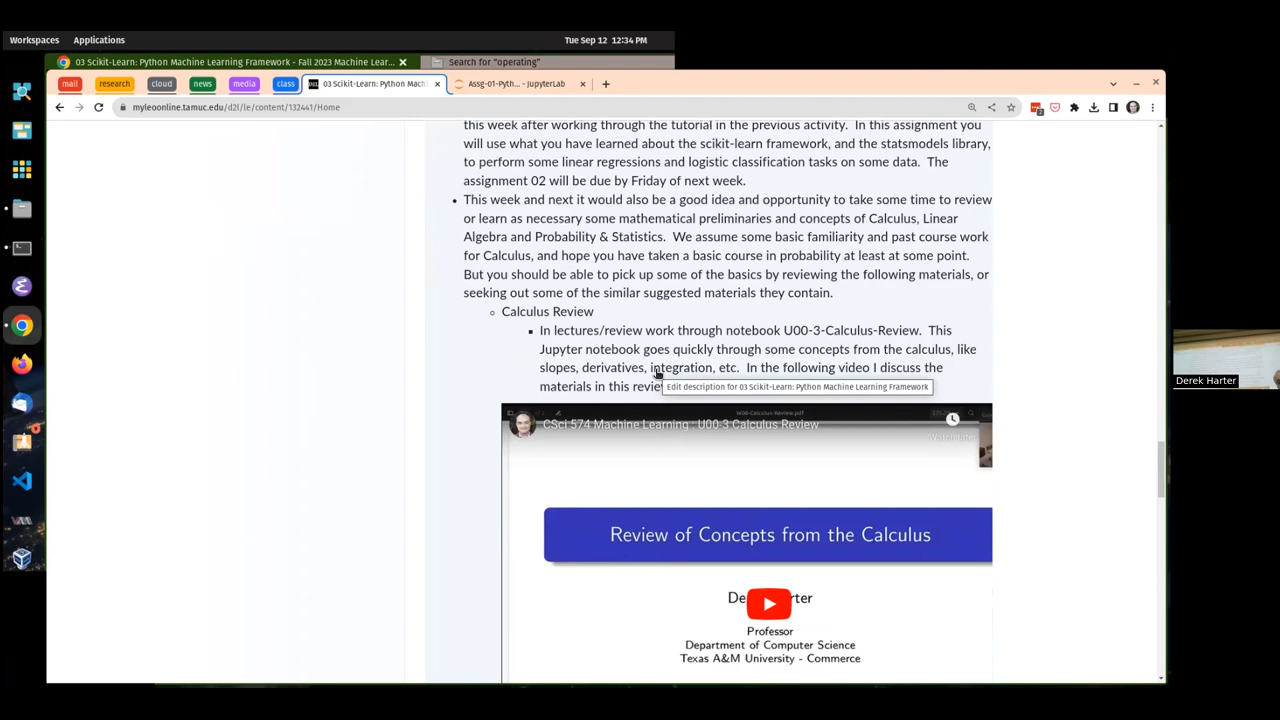 Workspaces Applications Tue Sep 12 12:34 PM
03 Scikit-Learn: Python Machine Learning Framework - Fall 2023 Machine Lear... Search for "operating"
mail research cloud news media class 03 Scikit-Learn: Python Mach Assg-01-Pyth... - JupyterLab
myleoonline.tamuc.edu/d2l/le/content/132441/Home
this week after working through the tutorial in the previous activity. In this assignment you
will use what you have learned about the scikit-learn framework, and the statsmodels library,
to perform some linear regressions and logistic classification tasks on some data. The
assignment 02 will be due by Friday of next week.
This week and next it would also be a good idea and opportunity to take some time to review
or learn as necessary some mathematical preliminaries and concepts of Calculus, Linear
Algebra and Probability & Statistics. We assume some basic familiarity and past course work
for Calculus, and hope you have taken a basic course in probability at least at some point.
But you should be able to pick up some of the basics by reviewing the following materials, or
seeking out some of the similar suggested materials they contain.
Calculus Review
In lectures/review work through notebook U00-3-Calculus-Review. This
Jupyter notebook goes quickly through some concepts from the calculus, like
slopes, derivatives, integration, etc. In the following video I discuss the
materials in this review
Edit description for 03 Scikit-Learn: Python Machine Learning Framework
Derek Harter
CSci 574 Machine Learning : U00-3 Calculus Review
Review of Concepts from the Calculus
De rter
Professor
Department of Computer Science
Texas A&M University - Commerce